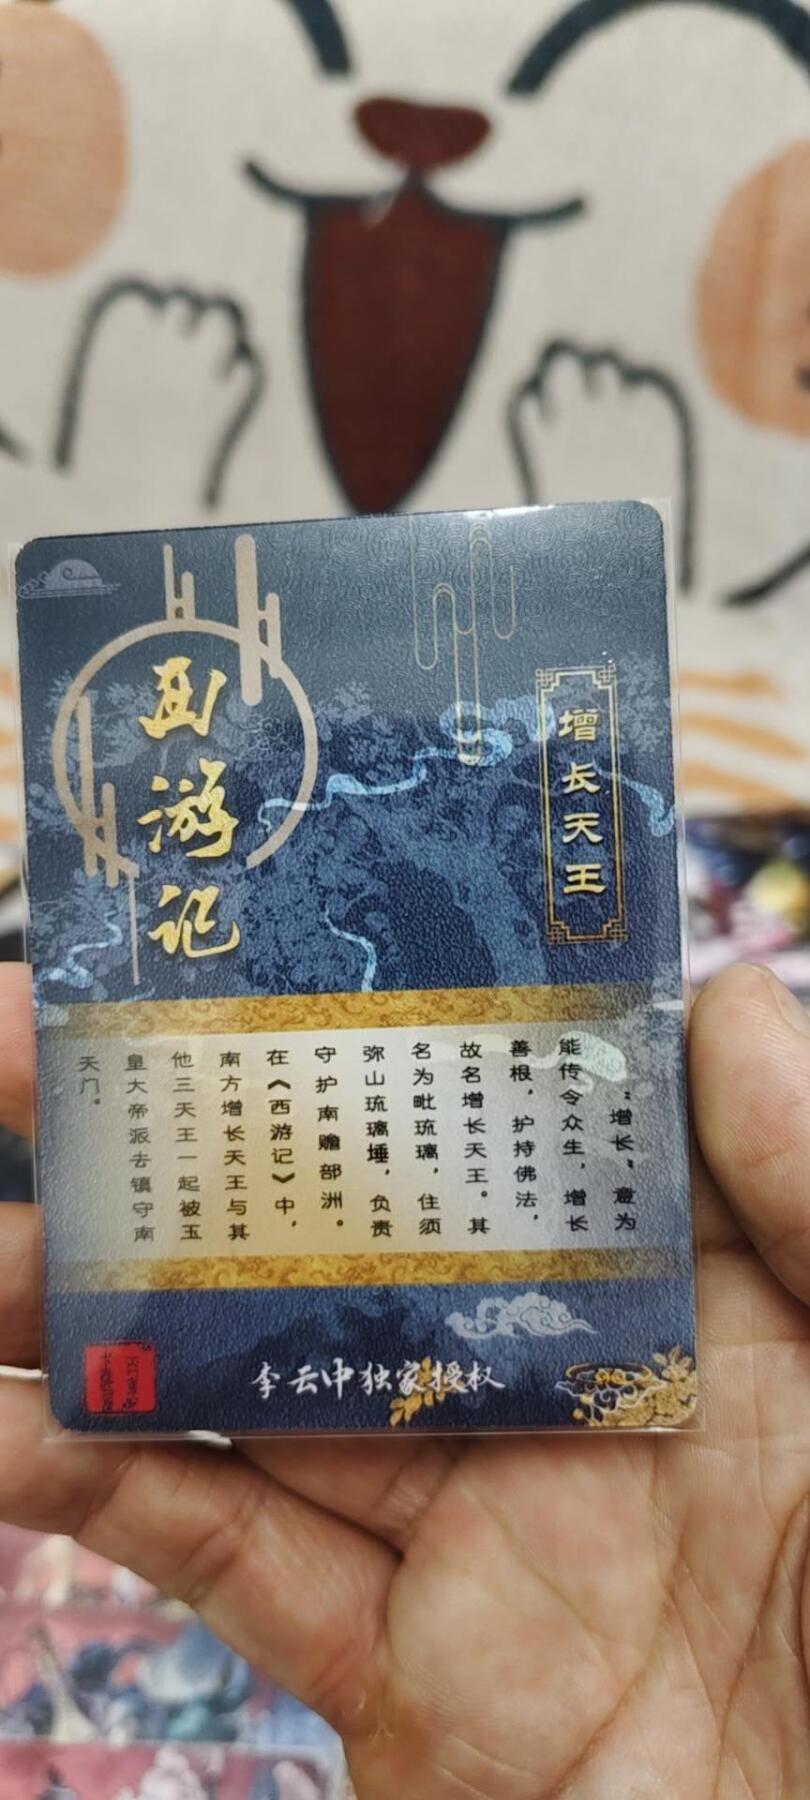 西游记
增长天王
“增长”意为
能传令众生，增长
善根，护持佛法，
故名增长天王。其
名为毗琉璃，住须
弥山琉璃埵，负责
守护南赡部洲。
在《西游记》中，
南方增长天王与其
他三天王一起被玉
皇大帝派去镇守南
天门。
李云中独家授权